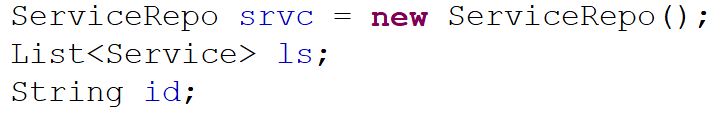 ServiceRepo srvc = new ServiceRepo();
List<Service> ls;
String id;